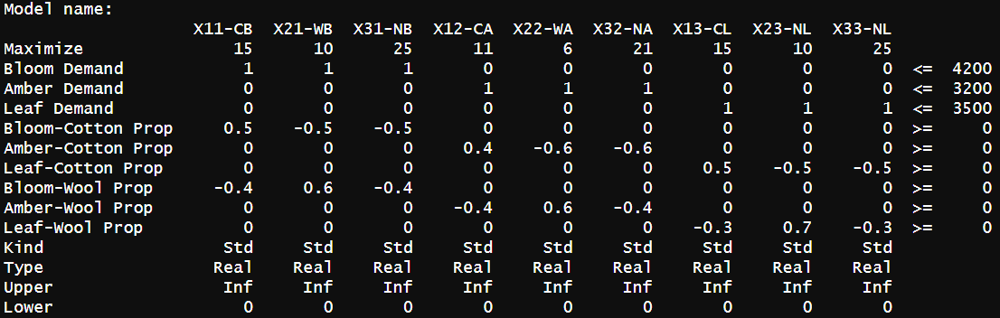 Model name:
X11-CB X21-WB X31-NB X12-CA X22-WA X32-NA X13-CL X23-NL X33-NL
Maximize 15 10 25 11 6 21 15 10 25
Bloom Demand 1 1 1 0 0 0 0 0 0 <= 4200
Amber Demand 0 0 0 1 1 1 0 0 0 <= 3200
Leaf Demand 0 0 0 0 0 0 1 1 1 <= 3500
Bloom-Cotton Prop 0.5 -0.5 -0.5 0 0 0 0 0 0 >= 0
Amber-Cotton Prop 0 0 0 0.4 -0.6 -0.6 0 0 0 >= 0
Leaf-Cotton Prop 0 0 0 0 0 0 0.5 -0.5 -0.5 >= 0
Bloom-Wool Prop -0.4 0.6 -0.4 0 0 0 0 0 0 >= 0
Amber-Wool Prop 0 0 0 -0.4 0.6 -0.4 0 0 0 >= 0
Leaf-Wool Prop 0 0 0 0 0 0 -0.3 0.7 -0.3 >= 0
Kind Std Std Std Std Std Std Std Std Std
Type Real Real Real Real Real Real Real Real Real
Upper Inf Inf Inf Inf Inf Inf Inf Inf Inf
Lower 0 0 0 0 0 0 0 0 0